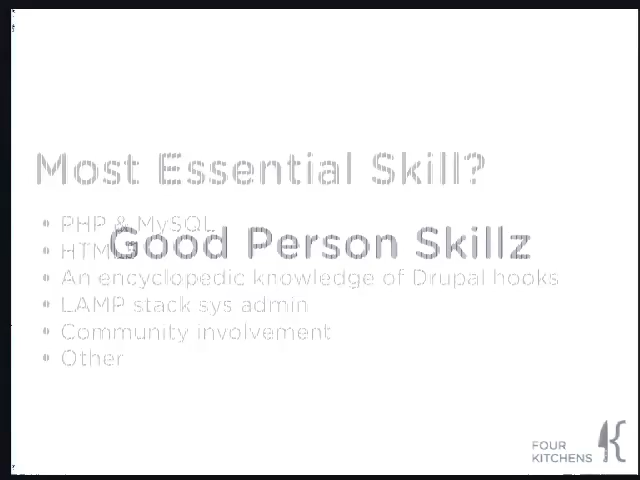 Most Essential Skill?
• PHP & MySQL
Good Person Skillz
• HTML5
• An encyclopedic knowledge of Drupal hooks
• LAMP stack sys admin
• Community involvement
• Other
FOUR
KITCHENS